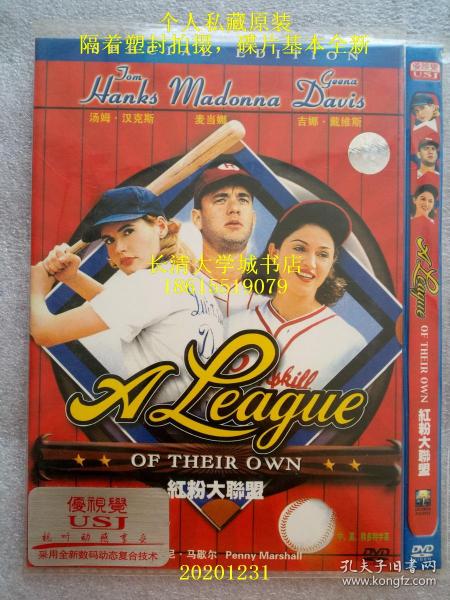 个人私藏原装
隔着塑封拍摄，碟片基本全新
EDITION
Tom Hanks
Madonna
Geena Davis
汤姆·汉克斯
麦当娜
吉娜·戴维斯
长清大学城书店
18615519079
A League
OF THEIR OWN
紅粉大聯盟
優視覺
USJ
采用全新数码动态复合技术
马歇尔 Penny Marshall
DVD
20201231
USJ
A League
OF THEIR OWN
紅粉大聯盟
DVD
孔夫子旧书网